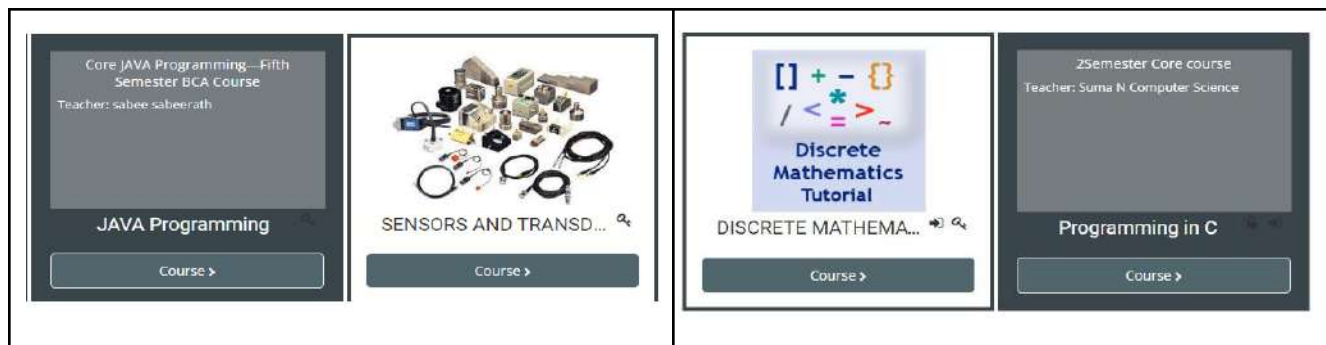 Core JAVA Programming—Fifth
Semester BCA Course
Teacher: sabee sabeerath
JAVA Programming
Course >
SENSORS AND TRANSD...
Course >
[] + - {}
/ < * = > ~
Discrete
Mathematics
Tutorial
DISCRETE MATHEMA...
Course >
2Semester Core course
Teacher: Suma N Computer Science
Programming in C
Course >